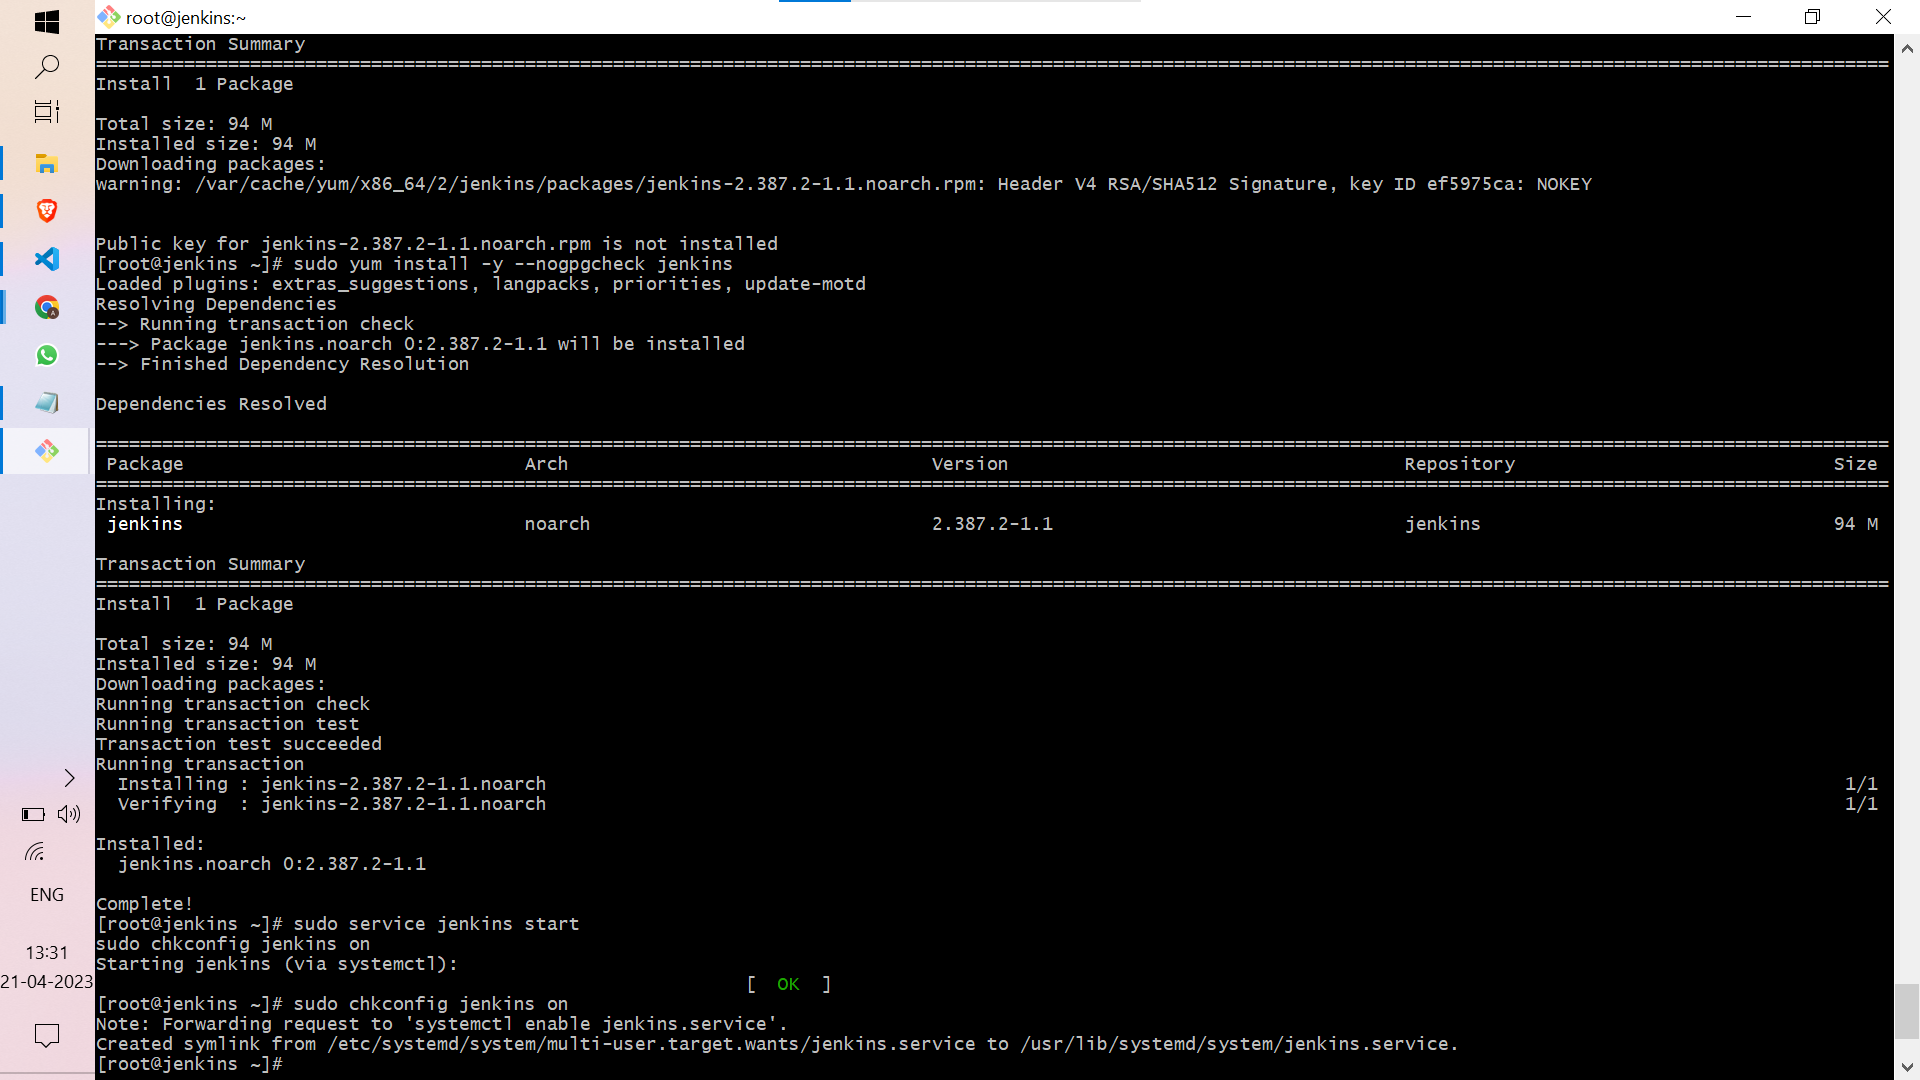 root@jenkins:~
Transaction Summary
================================================================================
Install  1 Package
Total size: 94 M
Installed size: 94 M
Downloading packages:
warning: /var/cache/yum/x86_64/2/jenkins/packages/jenkins-2.387.2-1.1.noarch.rpm: Header V4 RSA/SHA512 Signature, key ID ef5975ca: NOKEY
Public key for jenkins-2.387.2-1.1.noarch.rpm is not installed
[root@jenkins ~]# sudo yum install -y --nogpgcheck jenkins
Loaded plugins: extras_suggestions, langpacks, priorities, update-motd
Resolving Dependencies
--> Running transaction check
---> Package jenkins.noarch 0:2.387.2-1.1 will be installed
--> Finished Dependency Resolution
Dependencies Resolved
================================================================================
Package Arch Version Repository Size
================================================================================
Installing:
jenkins noarch 2.387.2-1.1 jenkins 94 M
Transaction Summary
================================================================================
Install  1 Package
Total size: 94 M
Installed size: 94 M
Downloading packages:
Running transaction check
Running transaction test
Transaction test succeeded
Running transaction
  Installing : jenkins-2.387.2-1.1.noarch 1/1
  Verifying  : jenkins-2.387.2-1.1.noarch 1/1
Installed:
  jenkins.noarch 0:2.387.2-1.1
Complete!
[root@jenkins ~]# sudo service jenkins start
sudo chkconfig jenkins on
Starting jenkins (via systemctl):
[  OK  ]
[root@jenkins ~]# sudo chkconfig jenkins on
Note: Forwarding request to 'systemctl enable jenkins.service'.
Created symlink from /etc/systemd/system/multi-user.target.wants/jenkins.service to /usr/lib/systemd/system/jenkins.service.
[root@jenkins ~]#
ENG
13:31
21-04-2023